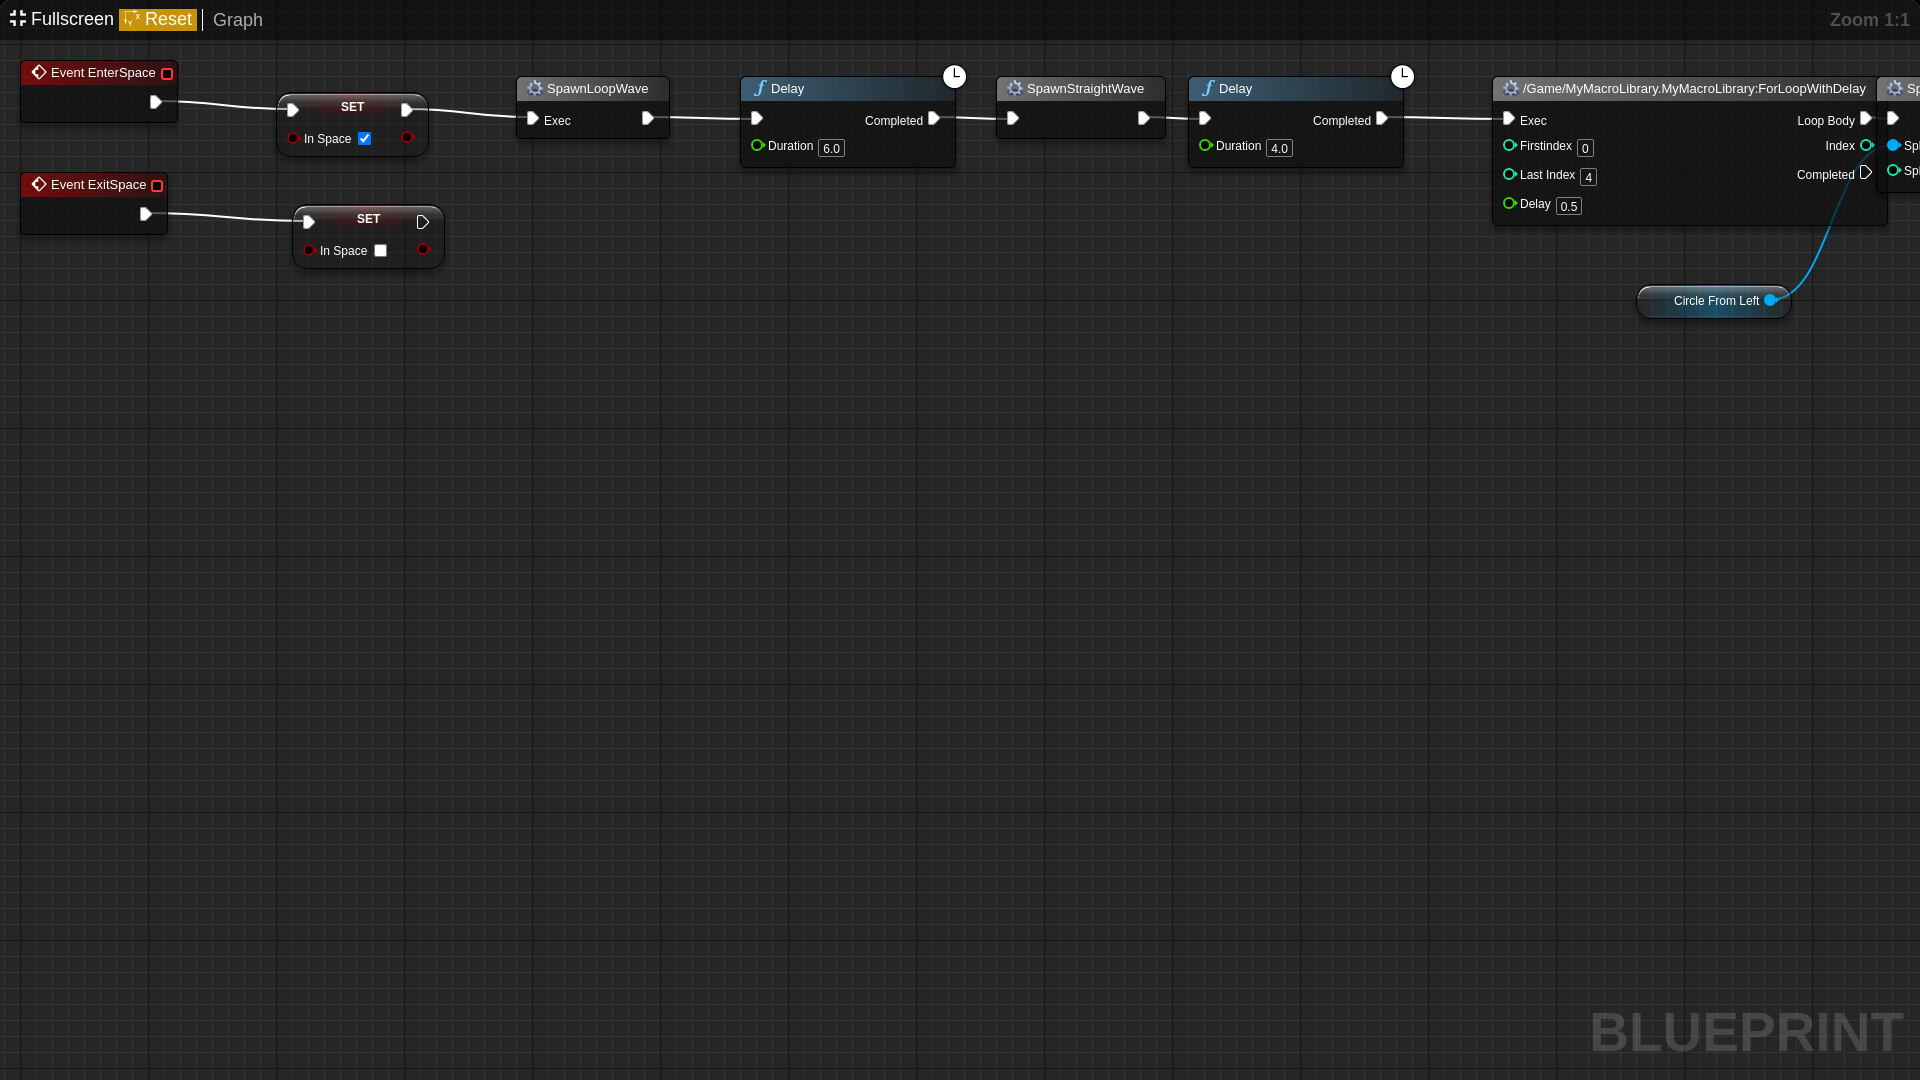 Fullscreen Reset Graph Zoom 1:1
Event EnterSpace
SET
In Space
SpawnLoopWave
Exec
Delay
Completed
Duration 6.0
SpawnStraightWave
Delay
Completed
Duration 4.0
/Game/MyMacroLibrary.MyMacroLibrary:ForLoopWithDelay
Exec Loop Body
Firstindex 0 Index
Last Index 4 Completed
Delay 0.5
Sp
Spl
Spl
Event ExitSpace
SET
In Space
Circle From Left
BLUEPRINT